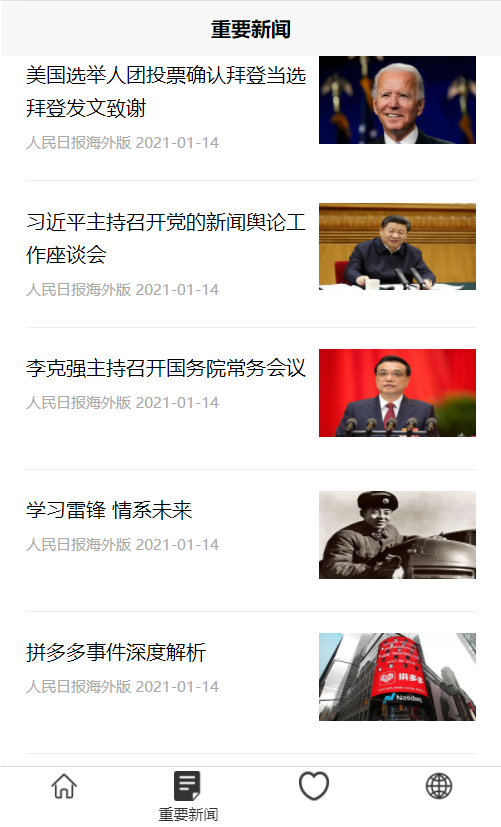 重要新闻
美国选举人团投票确认拜登当选
拜登发文致谢
人民日报海外版 2021-01-14
习近平主持召开党的新闻舆论工
作座谈会
人民日报海外版 2021-01-14
李克强主持召开国务院常务会议
人民日报海外版 2021-01-14
学习雷锋 情系未来
人民日报海外版 2021-01-14
拼多多事件深度解析
人民日报海外版 2021-01-14
拼多多
Nasdaq
重要新闻